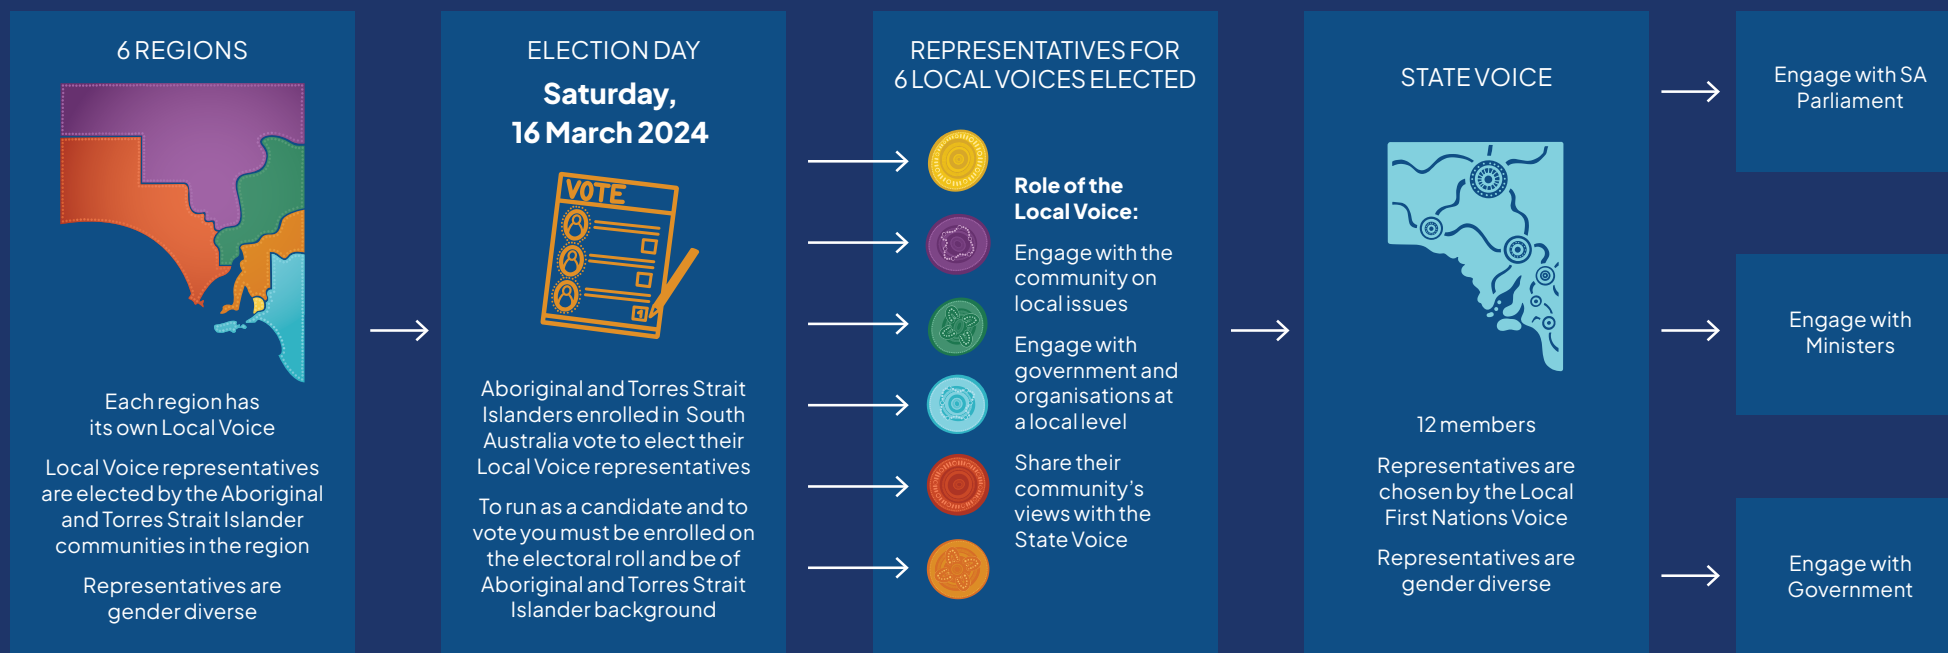 6 REGIONS
Each region has
its own Local Voice
Local Voice representatives
are elected by the Aboriginal
and Torres Strait Islander
communities in the region
Representatives are
gender diverse
ELECTION DAY
Saturday,
16 March 2024
VOTE
1
Aboriginal and Torres Strait
Islanders enrolled in South
Australia vote to elect their
Local Voice representatives
To run as a candidate and to
vote you must be enrolled on
the electoral roll and be of
Aboriginal and Torres Strait
Islander background
REPRESENTATIVES FOR
6 LOCAL VOICES ELECTED
Role of the
Local Voice:
Engage with the
community on
local issues
Engage with
government and
organisations at
a local level
Share their
community's
views with the
State Voice
STATE VOICE
12 members
Representatives are
chosen by the Local
First Nations Voice
Representatives are
gender diverse
Engage with SA
Parliament
Engage with
Ministers
Engage with
Government